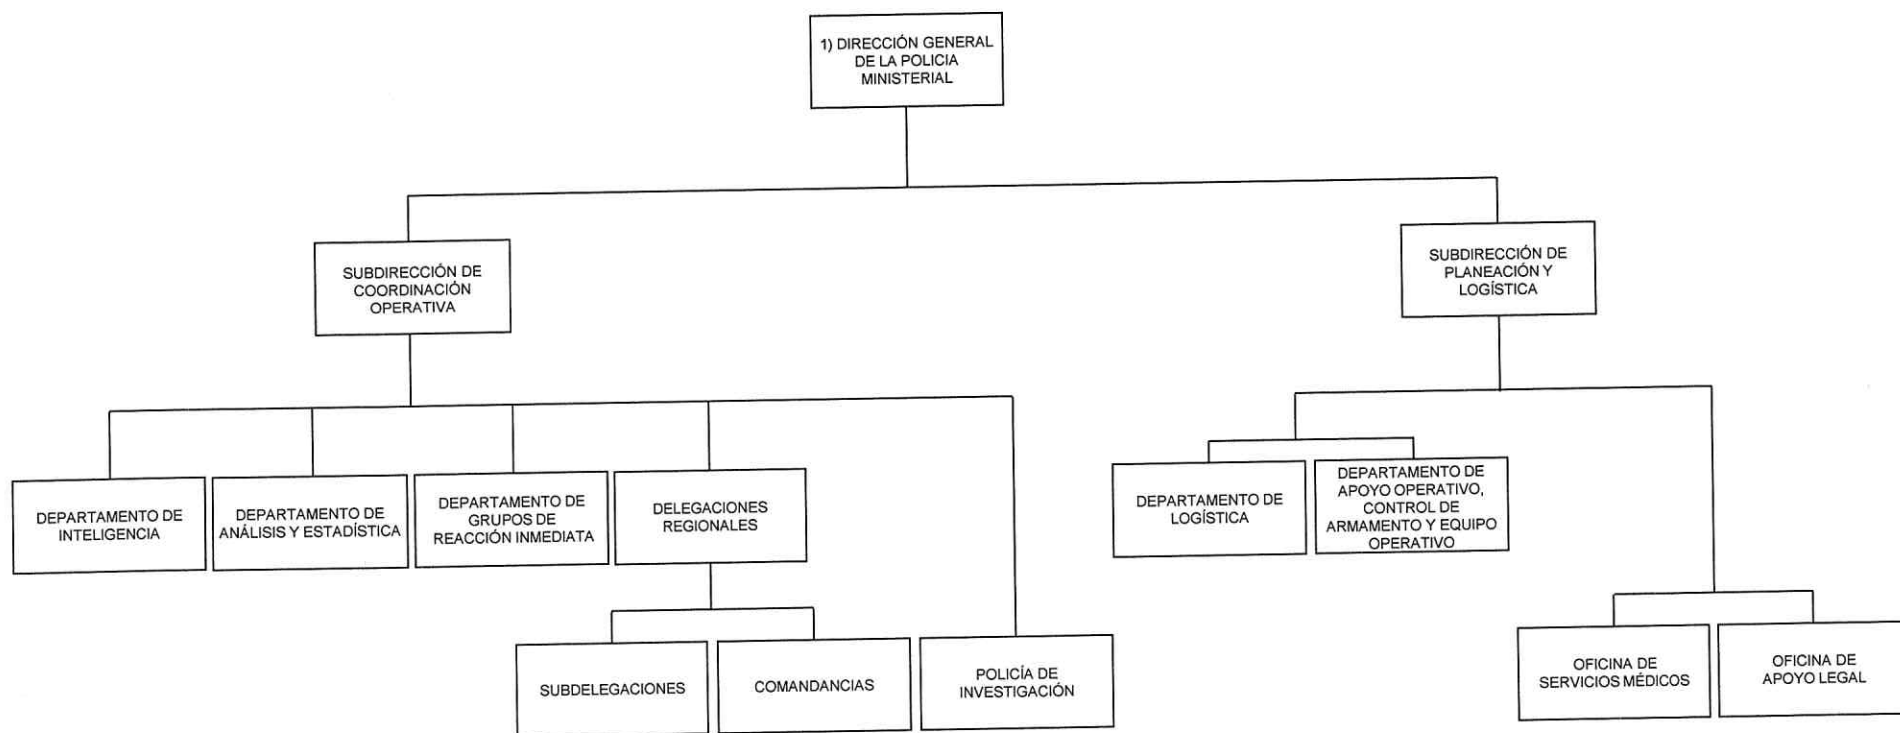 1) DIRECCIÓN GENERAL
DE LA POLICIA
MINISTERIAL
SUBDIRECCIÓN DE
COORDINACIÓN
OPERATIVA
SUBDIRECCIÓN DE
PLANEACIÓN Y
LOGÍSTICA
DEPARTAMENTO DE
INTELIGENCIA
DEPARTAMENTO DE
ANÁLISIS Y ESTADÍSTICA
DEPARTAMENTO DE
GRUPOS DE
REACCIÓN INMEDIATA
DELEGACIONES
REGIONALES
DEPARTAMENTO DE
LOGÍSTICA
DEPARTAMENTO DE
APOYO OPERATIVO,
CONTROL DE
ARMAMENTO Y EQUIPO
OPERATIVO
SUBDELEGACIONES
COMANDANCIAS
POLICÍA DE
INVESTIGACIÓN
OFICINA DE
SERVICIOS MÉDICOS
OFICINA DE
APOYO LEGAL